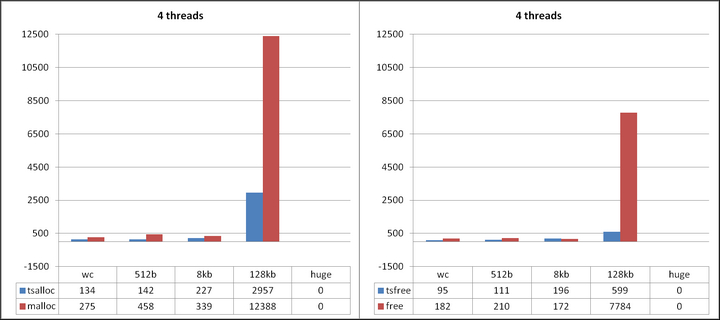 4 threads
12500
10500
8500
6500
4500
2500
500
-1500
wc 512b 8kb 128kb huge
tsalloc 134 142 227 2957 0
malloc 275 458 339 12388 0
4 threads
12500
10500
8500
6500
4500
2500
500
-1500
wc 512b 8kb 128kb huge
tsfree 95 111 196 599 0
free 182 210 172 7784 0